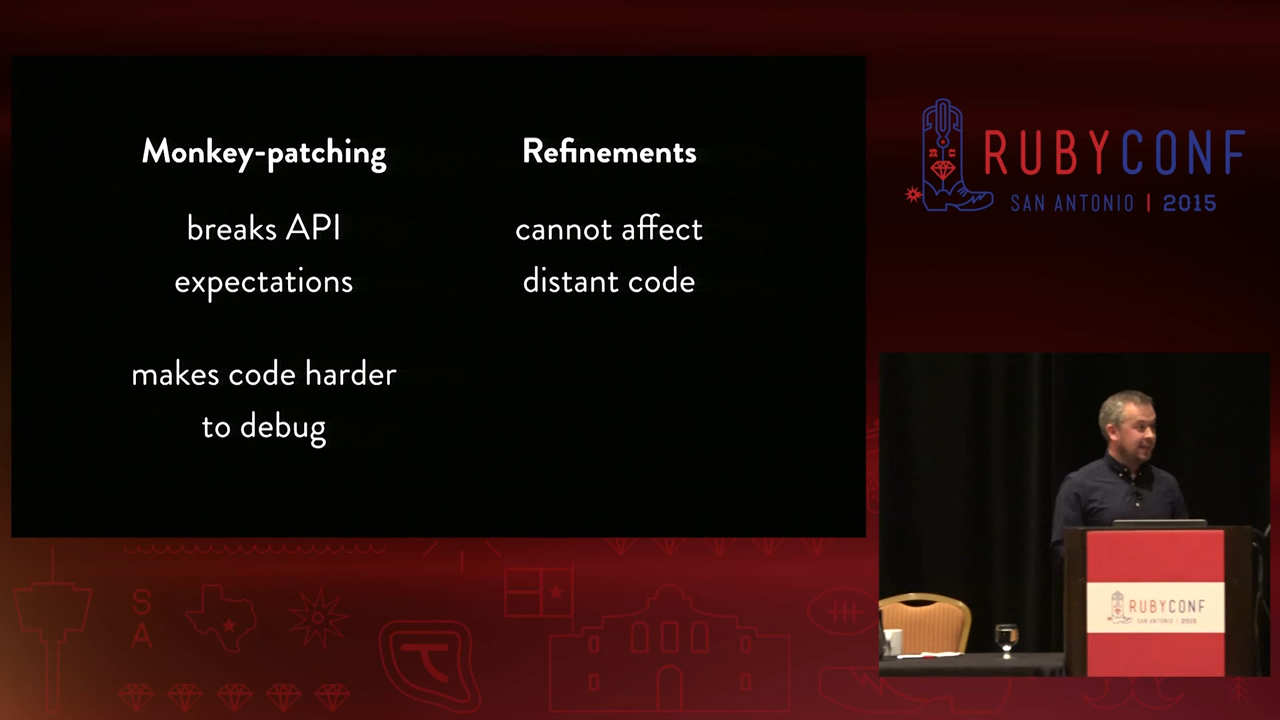 Monkey-patching
breaks API
expectations
makes code harder
to debug
Refinements
cannot affect
distant code
RUBYCONF
SAN ANTONIO | 2015
RUBYCONF
SAN ANTONIO | 2015
S
A